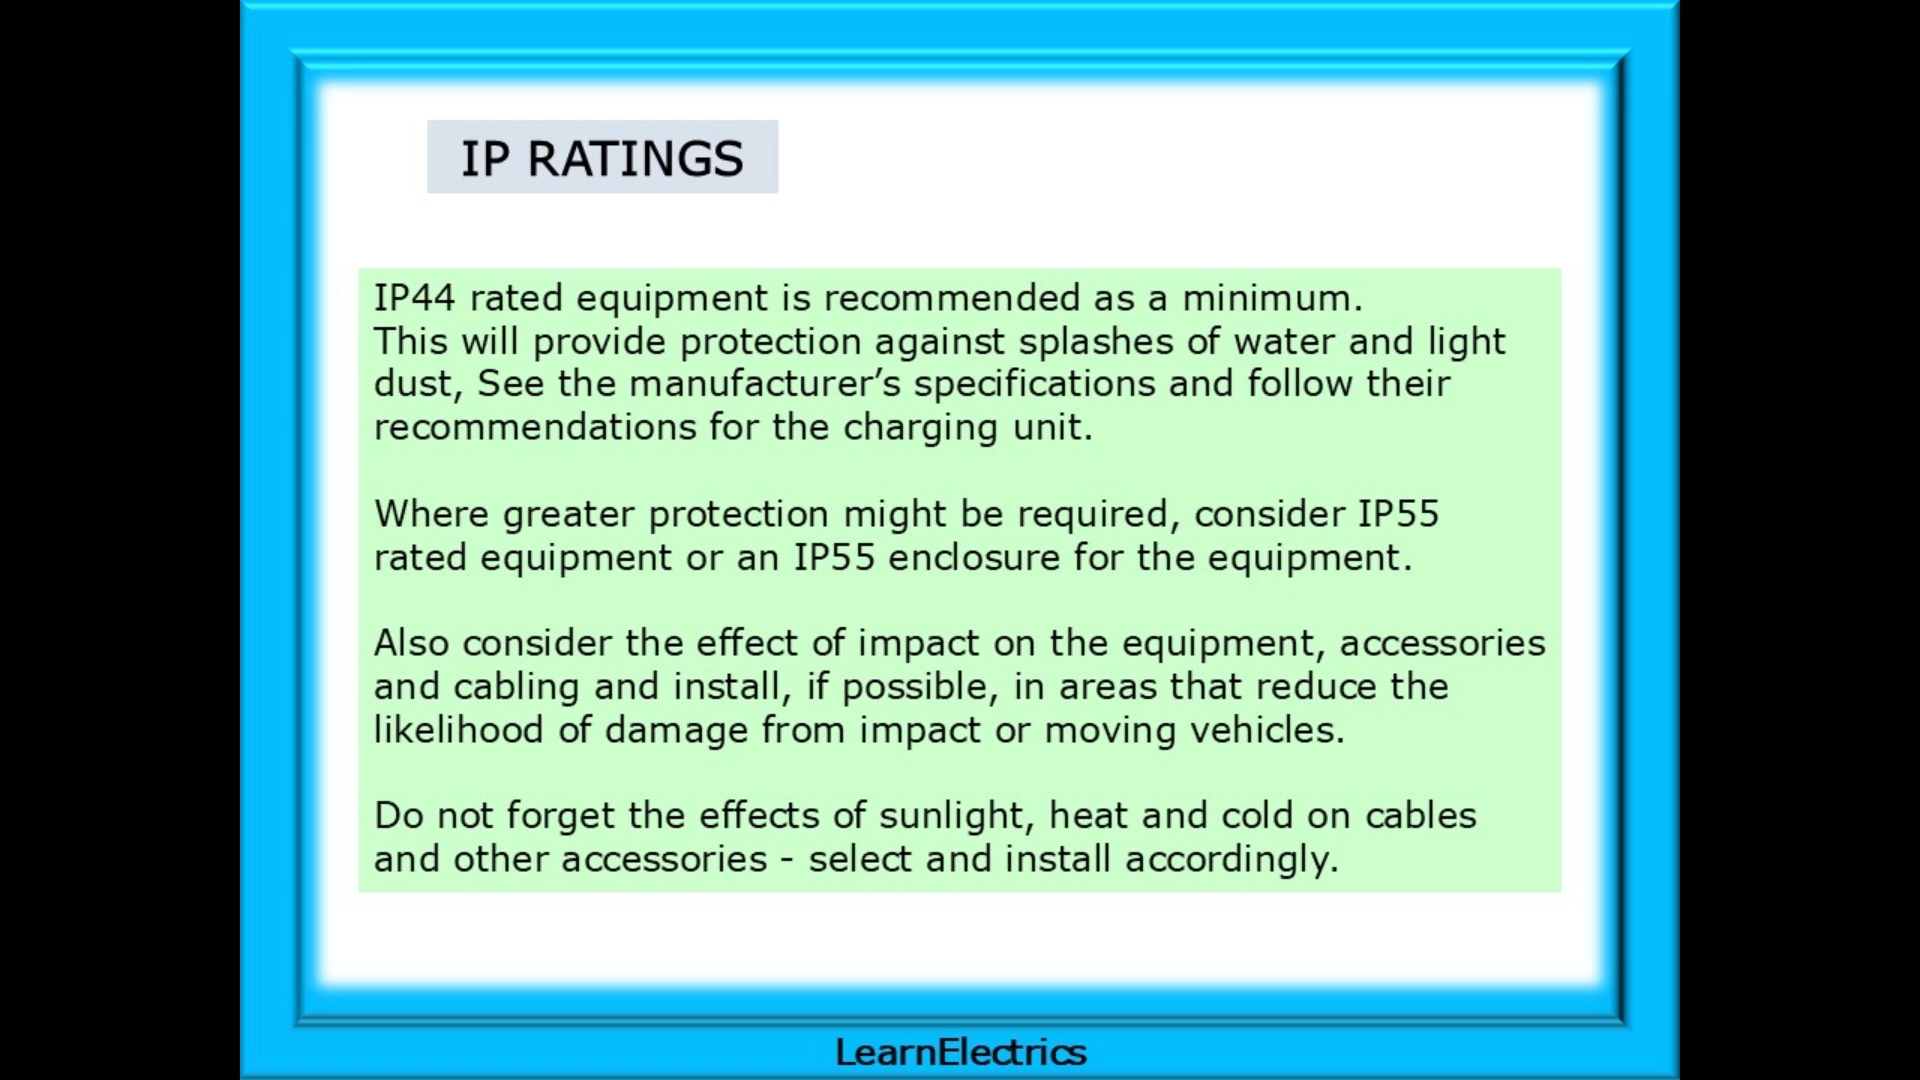 IP RATINGS
IP44 rated equipment is recommended as a minimum.
This will provide protection against splashes of water and light
dust, See the manufacturer’s specifications and follow their
recommendations for the charging unit.
Where greater protection might be required, consider IP55
rated equipment or an IP55 enclosure for the equipment.
Also consider the effect of impact on the equipment, accessories
and cabling and install, if possible, in areas that reduce the
likelihood of damage from impact or moving vehicles.
Do not forget the effects of sunlight, heat and cold on cables
and other accessories - select and install accordingly.
LearnElectrics